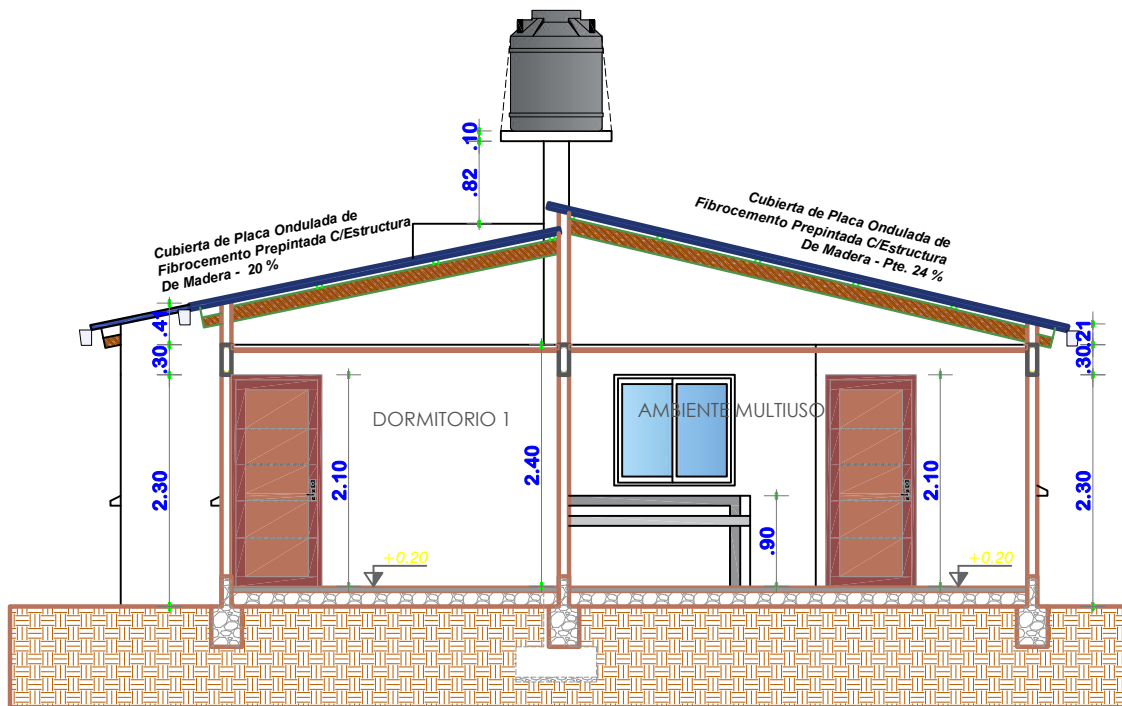 .10
.82
Cubierta de Placa Ondulada de
Fibrocemento Prepintada C/Estructura
De Madera - 20 %
Cubierta de Placa Ondulada de
Fibrocemento Prepintada C/Estructura
De Madera - Pte. 24 %
.30
2.30
2.10
DORMITORIO 1
2.40
AMBIENTE MULTIUSO
.90
2.10
.21
.30
2.30
+0.20
+0.20